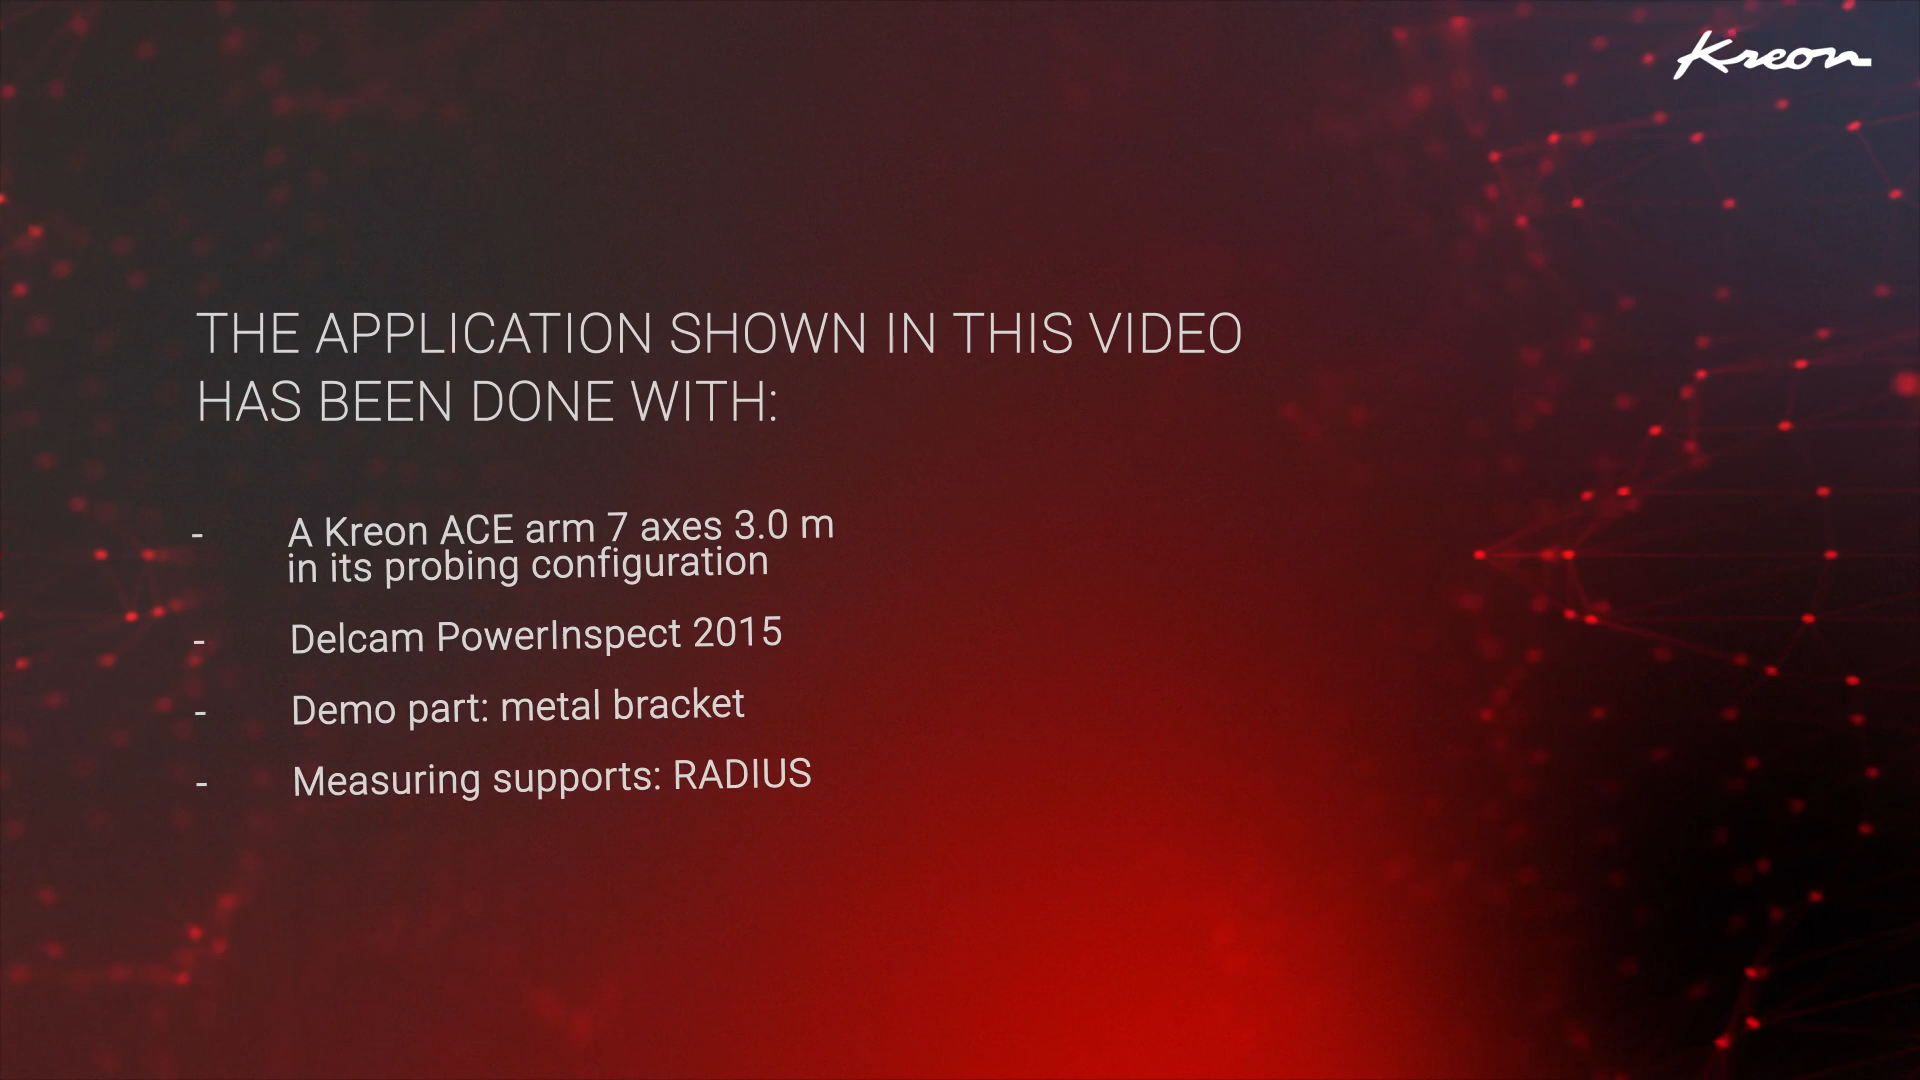 Kreon
THE APPLICATION SHOWN IN THIS VIDEO
HAS BEEN DONE WITH:
- A Kreon ACE arm 7 axes 3.0 m
in its probing configuration
- Delcam PowerInspect 2015
- Demo part: metal bracket
- Measuring supports: RADIUS